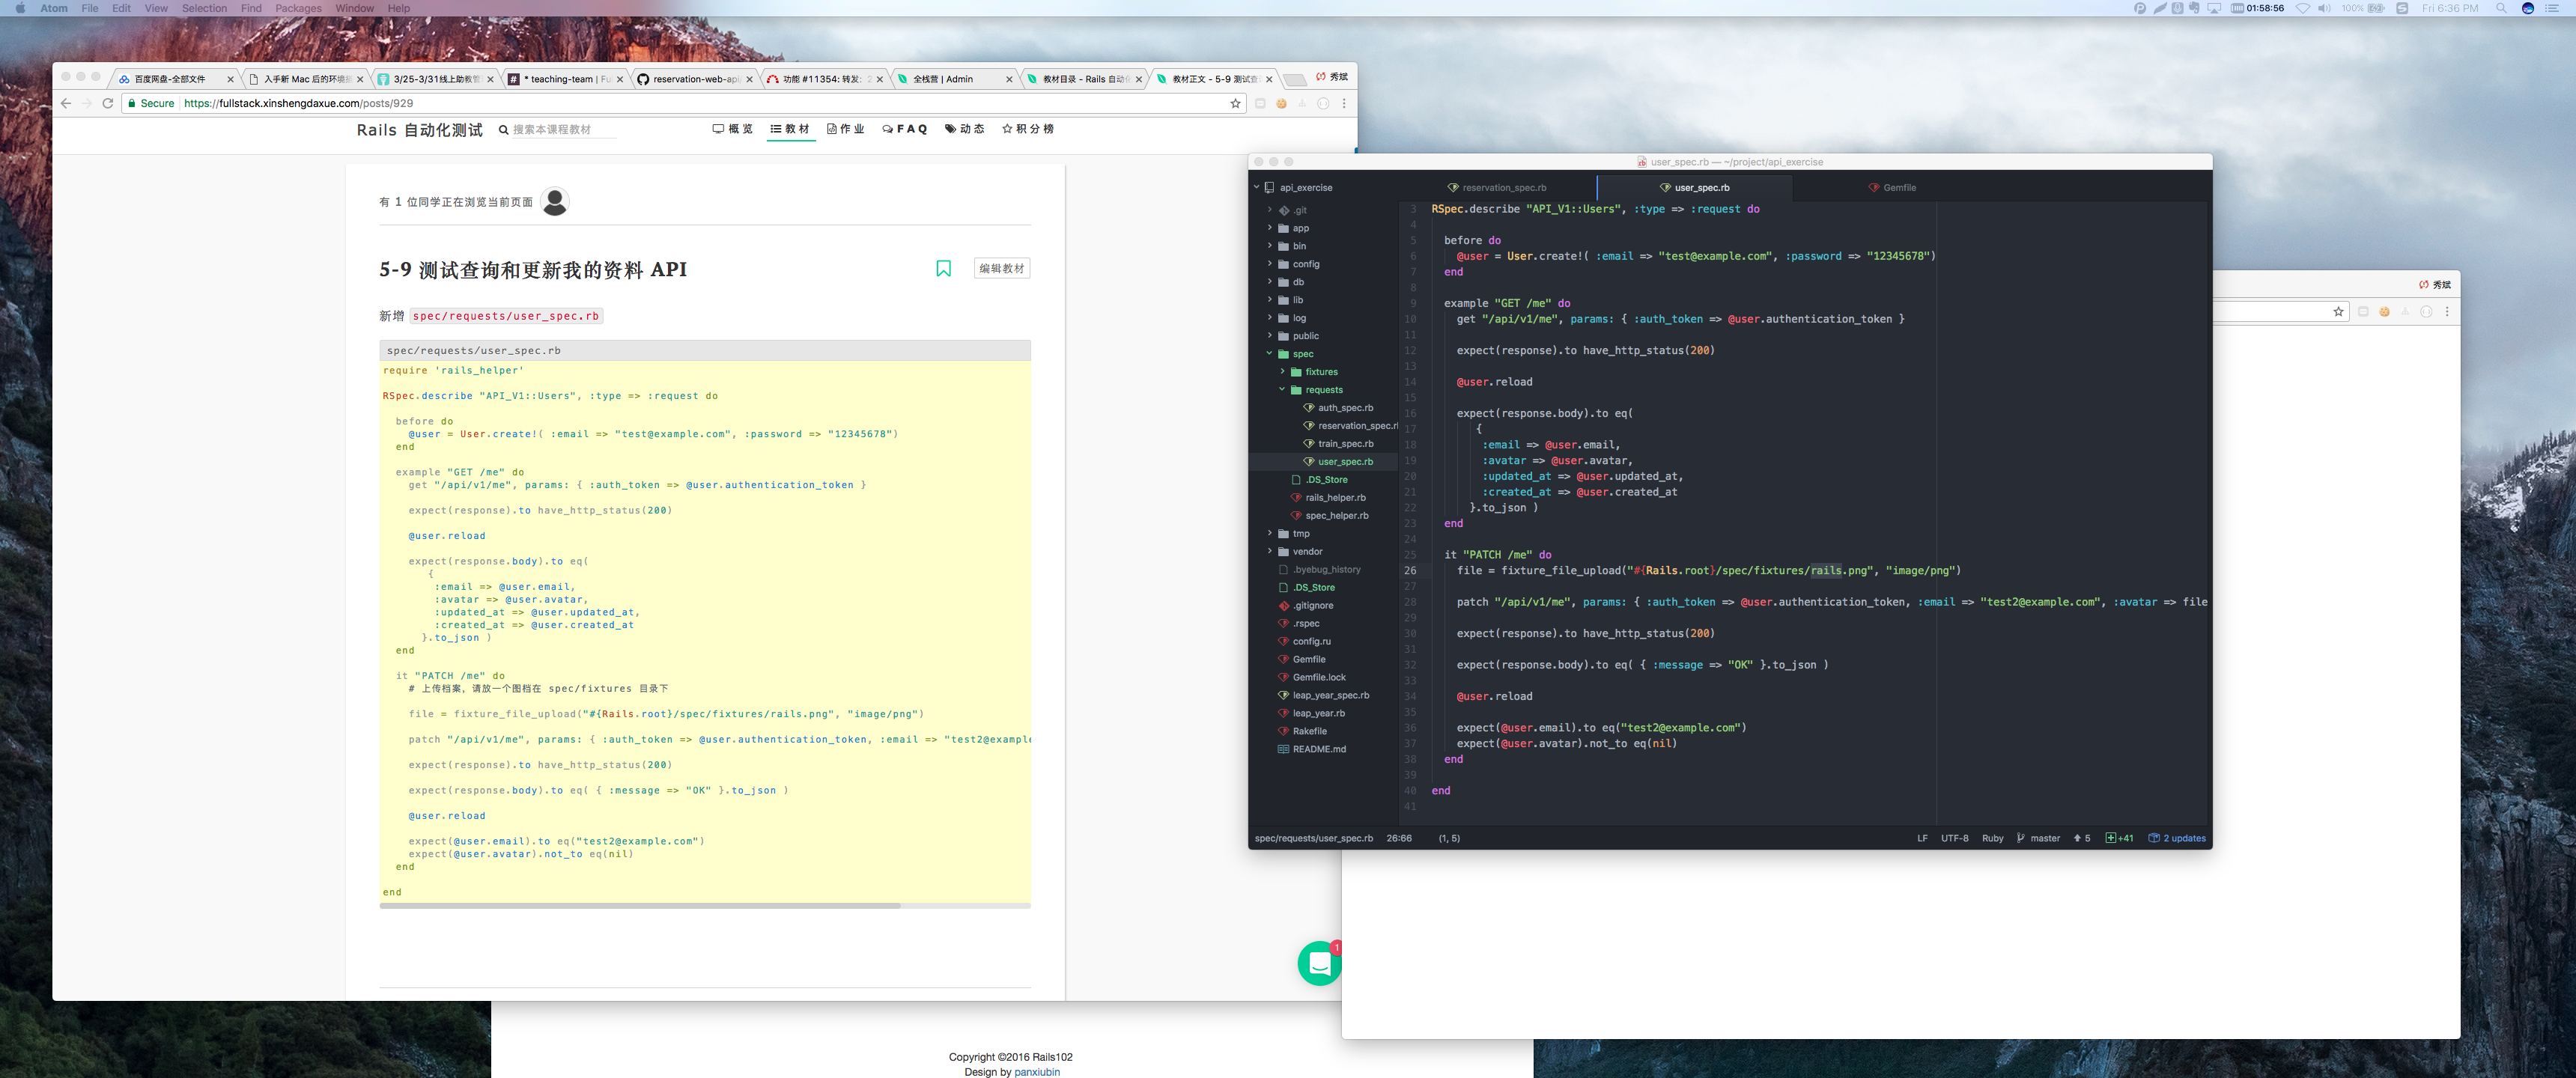 Atom File Edit View Selection Find Packages Window Help
01:58:56 100% Fri 6:36 PM
百度网盘-全部文件
入手新 Mac 后的环境
3/25-3/31线上助教管
* teaching-team | Fu
reservation-web-api
功能 #11354: 转发:
全栈营 | Admin
教材目录 - Rails 自动
教材正文 - 5-9 测试查
秀斌
Secure https://fullstack.xinshengdaxue.com/posts/929
Rails 自动化测试
搜索本课程教材
概览 教材 作业 FAQ 动态 积分榜
有 1 位同学正在浏览当前页面
5-9 测试查询和更新我的资料 API
编辑教材
新增 spec/requests/user_spec.rb
spec/requests/user_spec.rb
require 'rails_helper'
RSpec.describe "API_V1::Users", :type => :request do
before do
@user = User.create!( :email => "test@example.com", :password => "12345678")
end
example "GET /me" do
get "/api/v1/me", params: { :auth_token => @user.authentication_token }
expect(response).to have_http_status(200)
@user.reload
expect(response.body).to eq(
{
:email => @user.email,
:avatar => @user.avatar,
:updated_at => @user.updated_at,
:created_at => @user.created_at
}.to_json )
end
it "PATCH /me" do
# 上传档案，请放一个图档在 spec/fixtures 目录下
file = fixture_file_upload("#{Rails.root}/spec/fixtures/rails.png", "image/png")
patch "/api/v1/me", params: { :auth_token => @user.authentication_token, :email => "test2@example
expect(response).to have_http_status(200)
expect(response.body).to eq( { :message => "OK" }.to_json )
@user.reload
expect(@user.email).to eq("test2@example.com")
expect(@user.avatar).not_to eq(nil)
end
end
1
Copyright ©2016 Rails102
Design by panxiubin
user_spec.rb — ~/project/api_exercise
api_exercise
.git
app
bin
config
db
lib
log
public
spec
fixtures
requests
auth_spec.rb
reservation_spec.r
train_spec.rb
user_spec.rb
.DS_Store
rails_helper.rb
spec_helper.rb
tmp
vendor
.byebug_history
.DS_Store
.gitignore
.rspec
config.ru
Gemfile
Gemfile.lock
leap_year_spec.rb
leap_year.rb
Rakefile
README.md
reservation_spec.rb
user_spec.rb
Gemfile
3 RSpec.describe "API_V1::Users", :type => :request do
4
5 before do
6 @user = User.create!( :email => "test@example.com", :password => "12345678")
7 end
8
9 example "GET /me" do
10 get "/api/v1/me", params: { :auth_token => @user.authentication_token }
11
12 expect(response).to have_http_status(200)
13
14 @user.reload
15
16 expect(response.body).to eq(
17 {
18 :email => @user.email,
19 :avatar => @user.avatar,
20 :updated_at => @user.updated_at,
21 :created_at => @user.created_at
22 }.to_json )
23 end
24
25 it "PATCH /me" do
26 file = fixture_file_upload("#{Rails.root}/spec/fixtures/rails.png", "image/png")
27
28 patch "/api/v1/me", params: { :auth_token => @user.authentication_token, :email => "test2@example.com", :avatar => file
29
30 expect(response).to have_http_status(200)
31
32 expect(response.body).to eq( { :message => "OK" }.to_json )
33
34 @user.reload
35
36 expect(@user.email).to eq("test2@example.com")
37 expect(@user.avatar).not_to eq(nil)
38 end
39
40 end
41
spec/requests/user_spec.rb 26:66 (1, 5)
LF UTF-8 Ruby master 5 +41 2 updates
秀斌